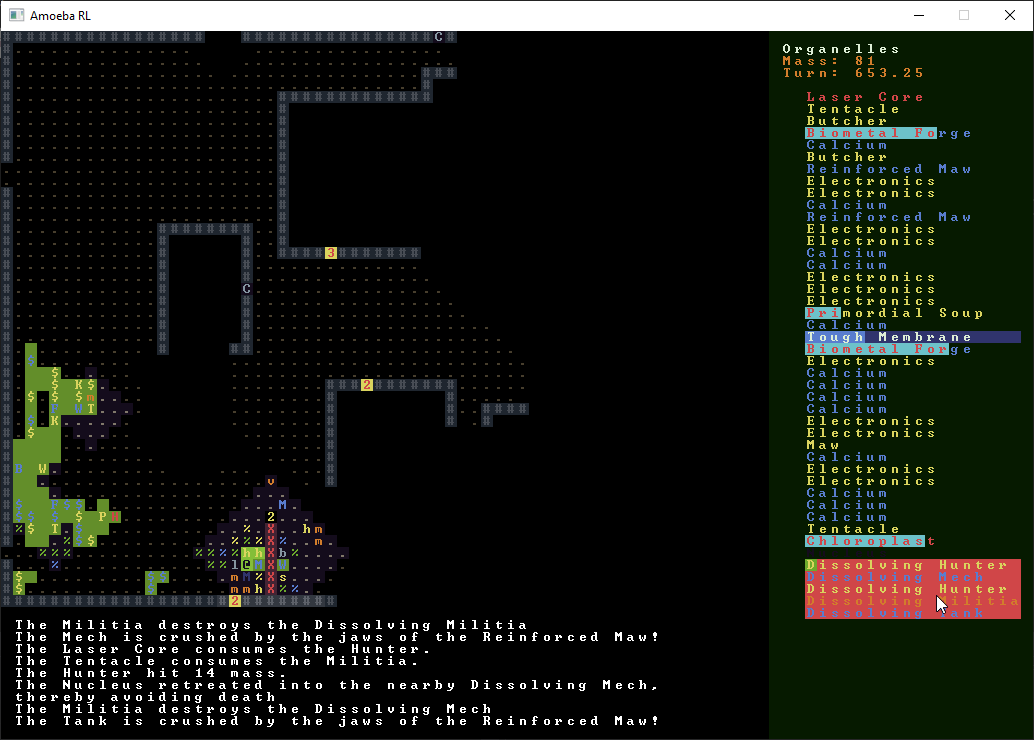 Amoeba RL
Organelles
Mass: 81
Turn: 653.25
Laser Core
Tentacle
Butcher
Biometal Forge
Calcium
Butcher
Reinforced Maw
Electronics
Electronics
Calcium
Reinforced Maw
Electronics
Electronics
Calcium
Calcium
Electronics
Electronics
Electronics
Primordial Soup
Calcium
Tough Membrane
Biometal Forge
Electronics
Calcium
Calcium
Calcium
Calcium
Electronics
Electronics
Maw
Calcium
Electronics
Electronics
Calcium
Calcium
Calcium
Tentacle
Chloroplast
Dissolving Hunter
Dissolving Mech
Dissolving Hunter
Dissolving Militia
Dissolving Tank
The Militia destroys the Dissolving Militia
The Mech is crushed by the jaws of the Reinforced Maw!
The Laser Core consumes the Hunter.
The Tentacle consumes the Militia.
The Hunter hit 14 mass.
The Nucleus retreated into the nearby Dissolving Mech,
thereby avoiding death
The Militia destroys the Dissolving Mech
The Tank is crushed by the jaws of the Reinforced Maw!